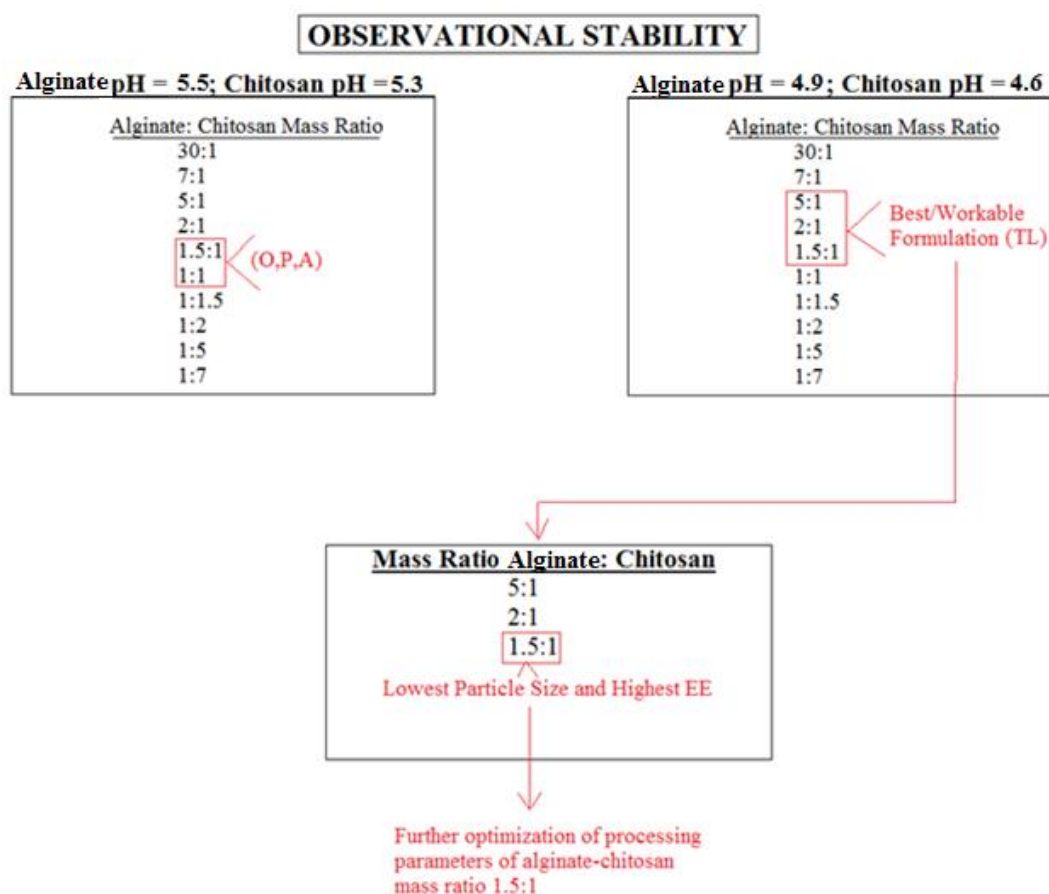 OBSERVATIONAL STABILITY
Alginate pH = 5.5; Chitosan pH =5.3
Alginate: Chitosan Mass Ratio
30:1
7:1
5:1
2:1
1.5:1
1:1
(O,P,A)
1:1.5
1:2
1:5
1:7
Alginate pH = 4.9; Chitosan pH = 4.6
Alginate: Chitosan Mass Ratio
30:1
7:1
5:1
2:1
1.5:1
Best/Workable
Formulation (TL)
1:1
1:1.5
1:2
1:5
1:7
Mass Ratio Alginate: Chitosan
5:1
2:1
1.5:1
Lowest Particle Size and Highest EE
Further optimization of processing
parameters of alginate-chitosan
mass ratio 1.5:1